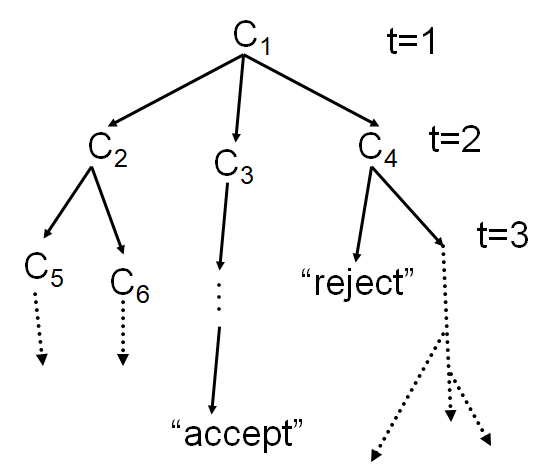 C₁ t=1
C₂ C₃ C₄ t=2
C₅ C₆ “reject” t=3
“accept”